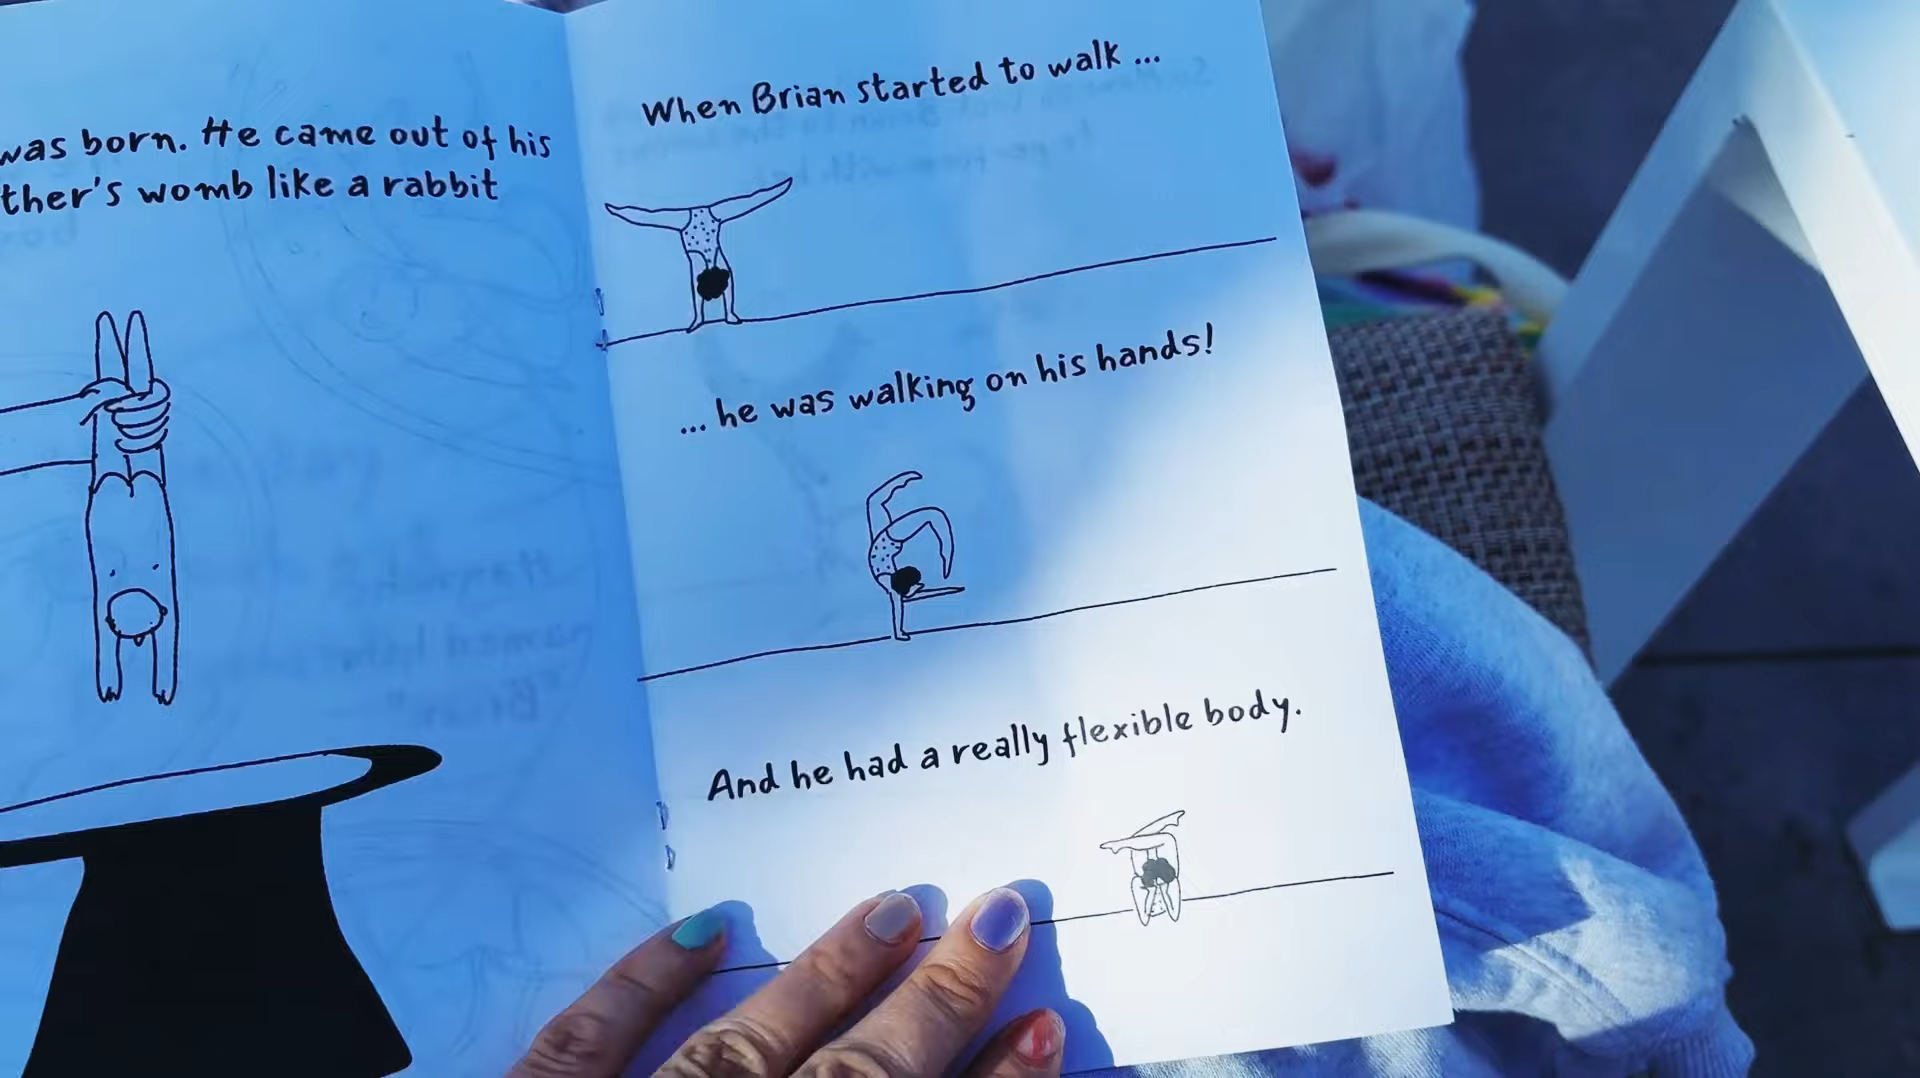 was born. He came out of his
ther's womb like a rabbit
When Brian started to walk ...
... he was walking on his hands!
And he had a really flexible body.